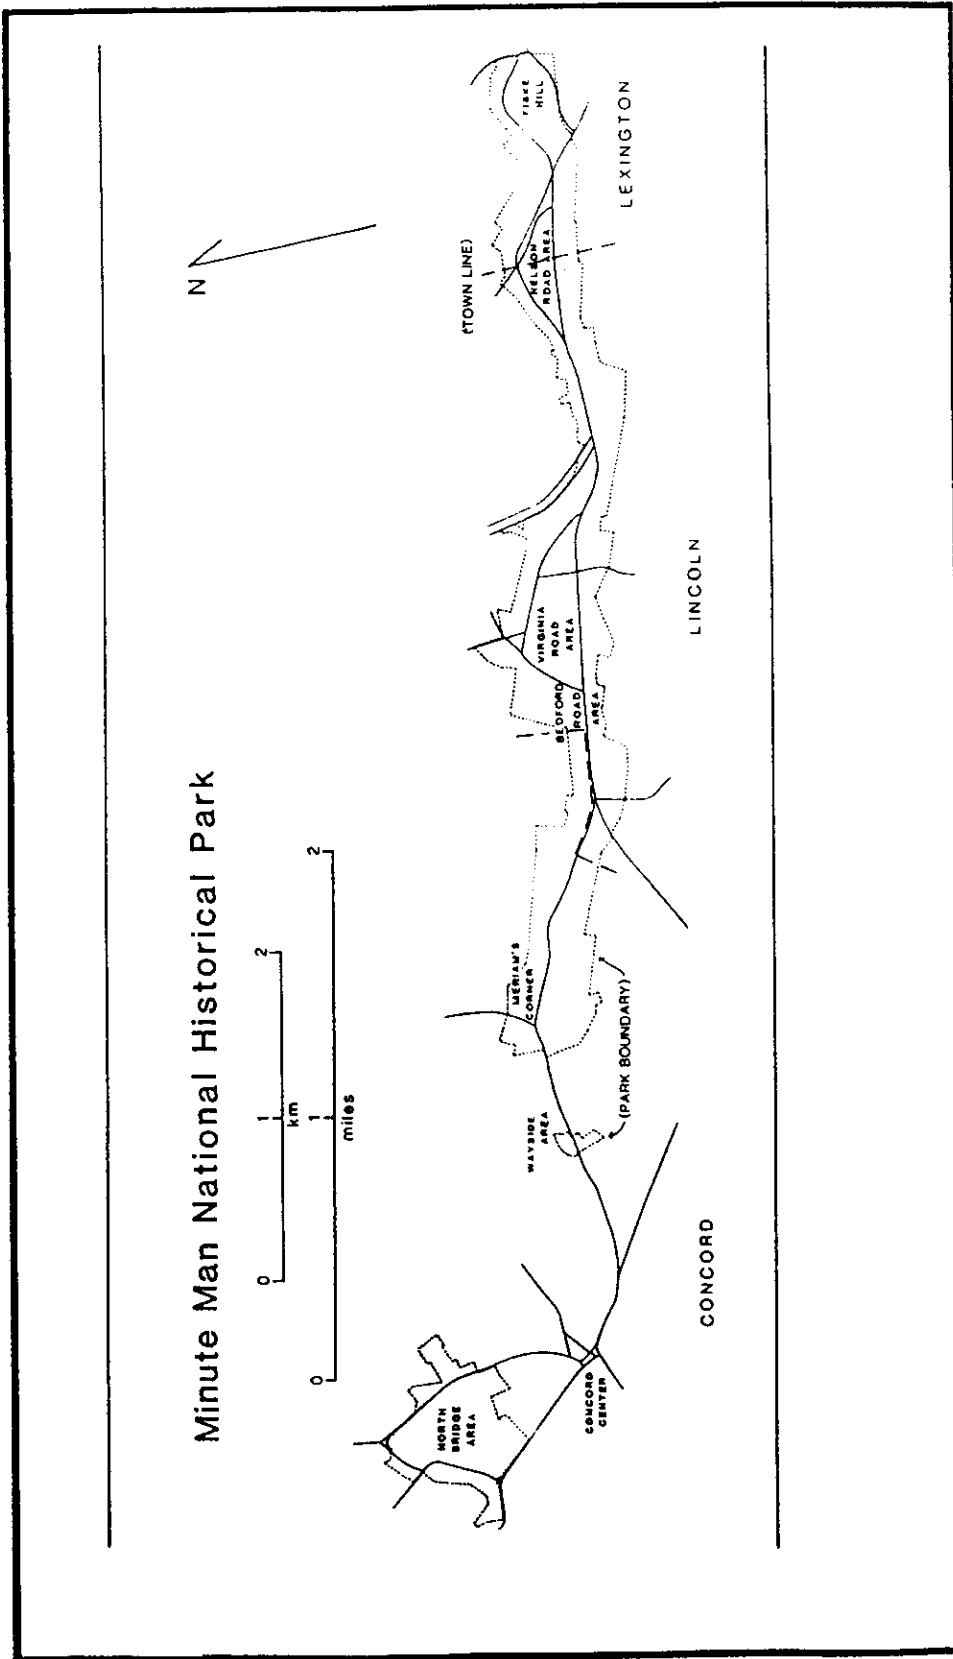 Minute Man National Historical Park
0
1
2
km
0
1
2
miles
N
NORTH
BRIDGE
AREA
CONCORD
CENTER
CONCORD
WAYSIDE
AREA
(PARK BOUNDARY)
MERIAM'S
CORNER
BEDFORD
ROAD
AREA
VIRGINIA
ROAD
AREA
LINCOLN
(TOWN LINE)
NELSON
ROAD AREA
FISKE
HILL
LEXINGTON